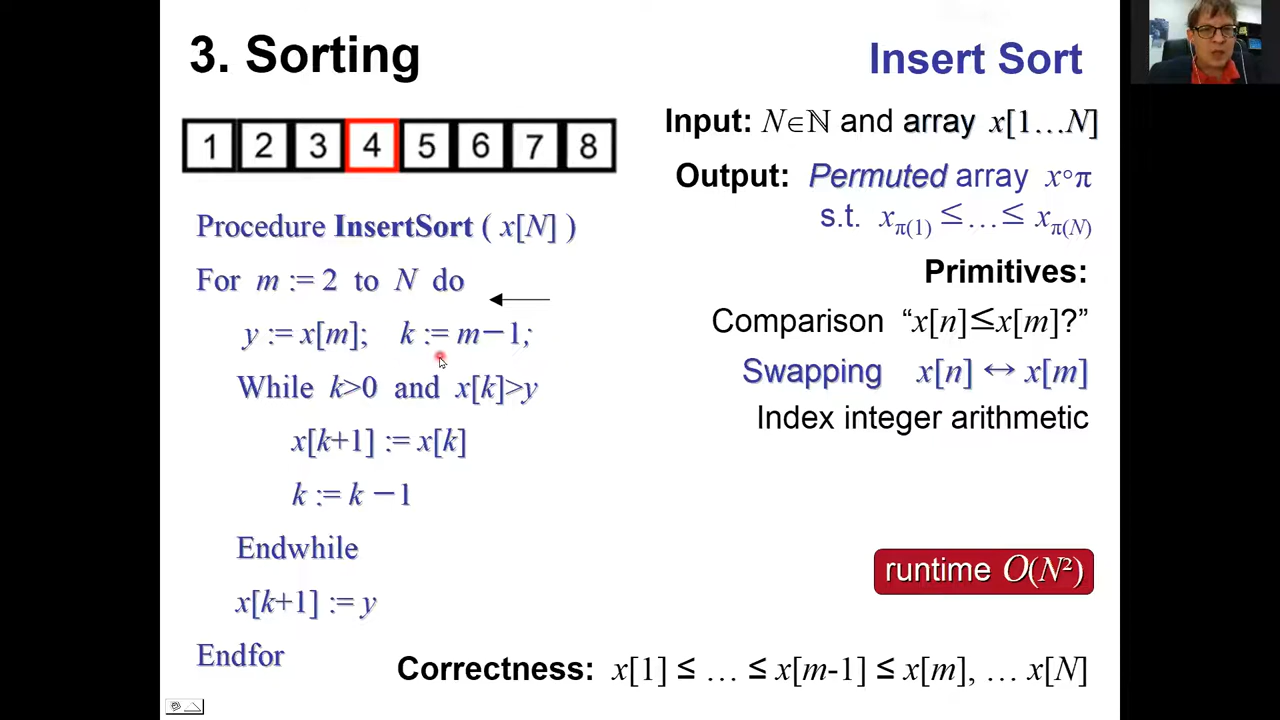 3. Sorting
Insert Sort
1 2 3 4 5 6 7 8
Input: N∈ℕ and array x[1…N]
Output: Permuted array x∘π
s.t. xπ(1) ≤…≤ xπ(N)
Procedure InsertSort ( x[N] )
For m := 2 to N do
y := x[m]; k := m−1;
While k>0 and x[k]>y
x[k+1] := x[k]
k := k −1
Endwhile
x[k+1] := y
Endfor
Primitives:
Comparison “x[n]≤x[m]?”
Swapping x[n] ↔ x[m]
Index integer arithmetic
runtime O(N²)
Correctness: x[1] ≤ … ≤ x[m-1] ≤ x[m], … x[N]